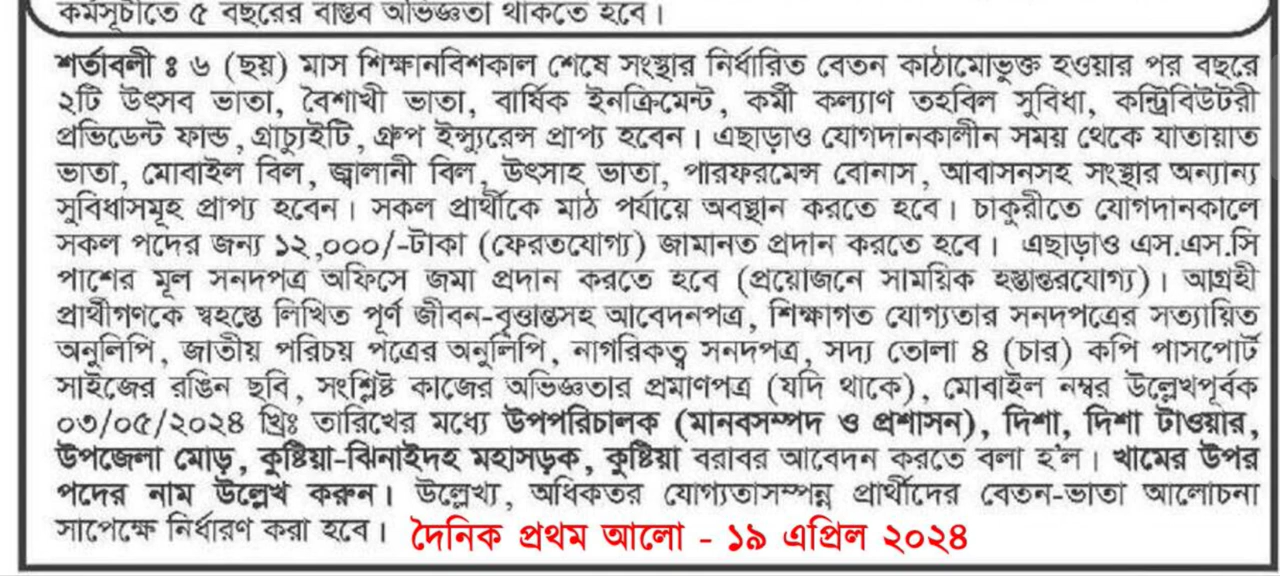 কর্মসূচীতে ৫ বছরের বাস্তব অভিজ্ঞতা থাকতে হবে।
শর্তাবলী ঃ ৬ (ছয়) মাস শিক্ষানবিশকাল শেষে সংস্থার নির্ধারিত বেতন কাঠামোভুক্ত হওয়ার পর বছরে
২টি উৎসব ভাতা, বৈশাখী ভাতা, বার্ষিক ইনক্রিমেন্ট, কর্মী কল্যাণ তহবিল সুবিধা, কন্ট্রিবিউটরী
প্রভিডেন্ট ফান্ড, গ্রাচ্যুইটি, গ্রুপ ইন্স্যুরেন্স প্রাপ্য হবেন। এছাড়াও যোগদানকালীন সময় থেকে যাতায়াত
ভাতা, মোবাইল বিল, জ্বালানী বিল, উৎসাহ ভাতা, পারফরমেন্স বোনাস, আবাসনসহ সংস্থার অন্যান্য
সুবিধাসমূহ প্রাপ্য হবেন। সকল প্রার্থীকে মাঠ পর্যায়ে অবস্থান করতে হবে। চাকুরীতে যোগদানকালে
সকল পদের জন্য ১২,০০০/-টাকা (ফেরতযোগ্য) জামানত প্রদান করতে হবে। এছাড়াও এস.এস.সি
পাশের মূল সনদপত্র অফিসে জমা প্রদান করতে হবে (প্রয়োজনে সাময়িক হস্তান্তরযোগ্য)। আগ্রহী
প্রার্থীগণকে স্বহস্তে লিখিত পূর্ণ জীবন-বৃত্তান্তসহ আবেদনপত্র, শিক্ষাগত যোগ্যতার সনদপত্রের সত্যায়িত
অনুলিপি, জাতীয় পরিচয় পত্রের অনুলিপি, নাগরিকত্ব সনদপত্র, সদ্য তোলা ৪ (চার) কপি পাসপোর্ট
সাইজের রঙিন ছবি, সংশ্লিষ্ট কাজের অভিজ্ঞতার প্রমাণপত্র (যদি থাকে), মোবাইল নম্বর উল্লেখপূর্বক
০৩/০৫/২০২৪ খ্রিঃ তারিখের মধ্যে উপপরিচালক (মানবসম্পদ ও প্রশাসন), দিশা, দিশা টাওয়ার,
উপজেলা মোড়, কুষ্টিয়া-ঝিনাইদহ মহাসড়ক, কুষ্টিয়া বরাবর আবেদন করতে বলা হ'ল। খামের উপর
পদের নাম উল্লেখ করুন। উল্লেখ্য, অধিকতর যোগ্যতাসম্পন্ন প্রার্থীদের বেতন-ভাতা আলোচনা
সাপেক্ষে নির্ধারণ করা হবে। দৈনিক প্রথম আলো - ১৯ এপ্রিল ২০২৪